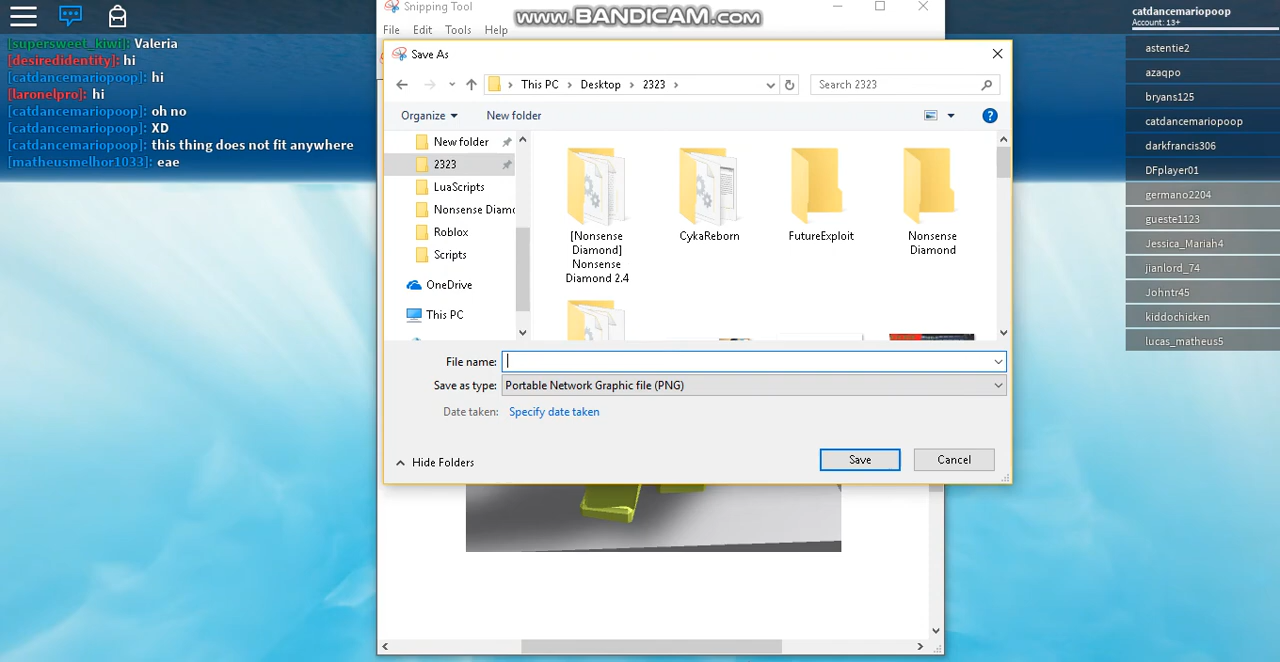 Snipping Tool
www.BANDICAM.com
File Edit Tools Help
catdancemariopoop
Account: 13+
[supersweet_kiwi]: Valeria
[desiredidentity]: hi
[catdancemariopoop]: hi
[laronelpro]: hi
[catdancemariopoop]: oh no
[catdancemariopoop]: XD
[catdancemariopoop]: this thing does not fit anywhere
[matheusmelhor1033]: eae
Save As
This PC > Desktop > 2323 >
Search 2323
Organize
New folder
?
New folder
2323
LuaScripts
Nonsense Diamo
Roblox
Scripts
OneDrive
This PC
[Nonsense
Diamond]
Nonsense
Diamond 2.4
CykaReborn
FutureExploit
Nonsense
Diamond
File name:
Save as type: Portable Network Graphic file (PNG)
Date taken: Specify date taken
Hide Folders
Save
Cancel
astentie2
azaqpo
bryans125
catdancemariopoop
darkfrancis306
DFplayer01
germano2204
gueste1123
Jessica_Mariah4
jianlord_74
Johntr45
kiddochicken
lucas_matheus5